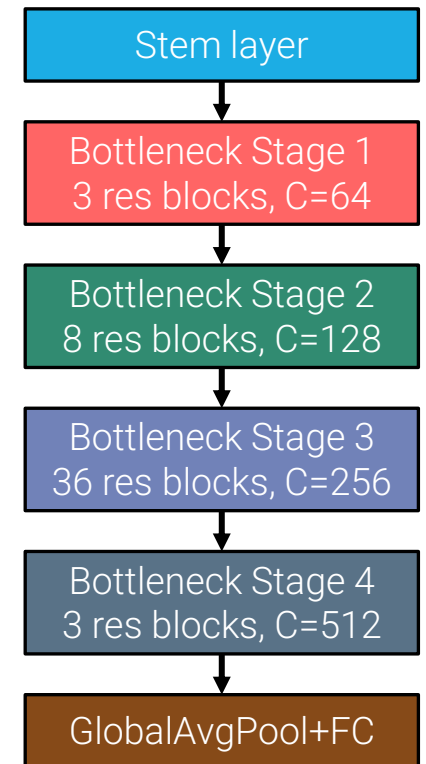 Stem layer
Bottleneck Stage 1
3 res blocks, C=64
Bottleneck Stage 2
8 res blocks, C=128
Bottleneck Stage 3
36 res blocks, C=256
Bottleneck Stage 4
3 res blocks, C=512
GlobalAvgPool+FC